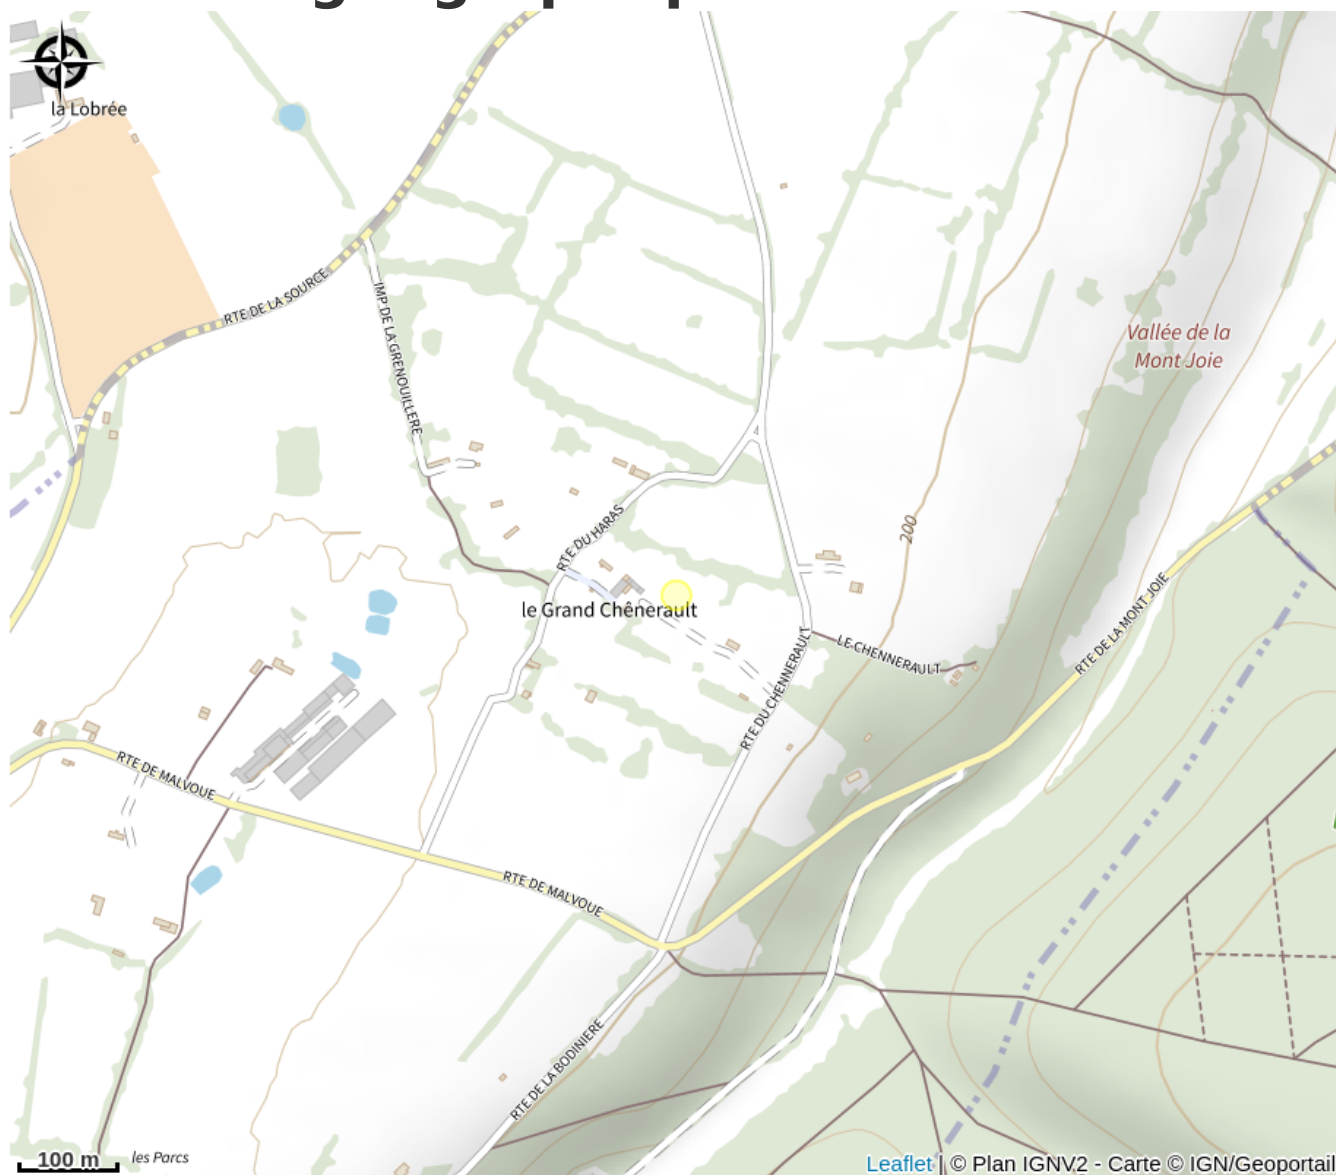 la Lobrée
RTE DE LA SOURCE
IMP DE LA GRENOUILLERE
Vallée de la
Mont Joie
200
RTE DU HARAS
le Grand Chênerault
LE CHENNERAULT
RTE DE LA MONT JOIE
RTE DU CHENNERAULT
RTE DE MALVOUE
RTE DE MALVOUE
RTE DE LA BODINIERE
100 m
les Parcs
Leaflet | © Plan IGNV2 - Carte © IGN/Geoportail